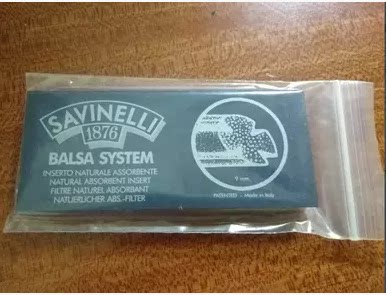 SAVINELLI
1876
BALSA SYSTEM
INSERTO NATURALE ASSORBENTE
NATURAL ABSORBENT INSERT
FILTRE NATUREL ABSORBANT
NATUERLICHER ABS.-FILTER
9 mm.
PATENTED - Made in Italy